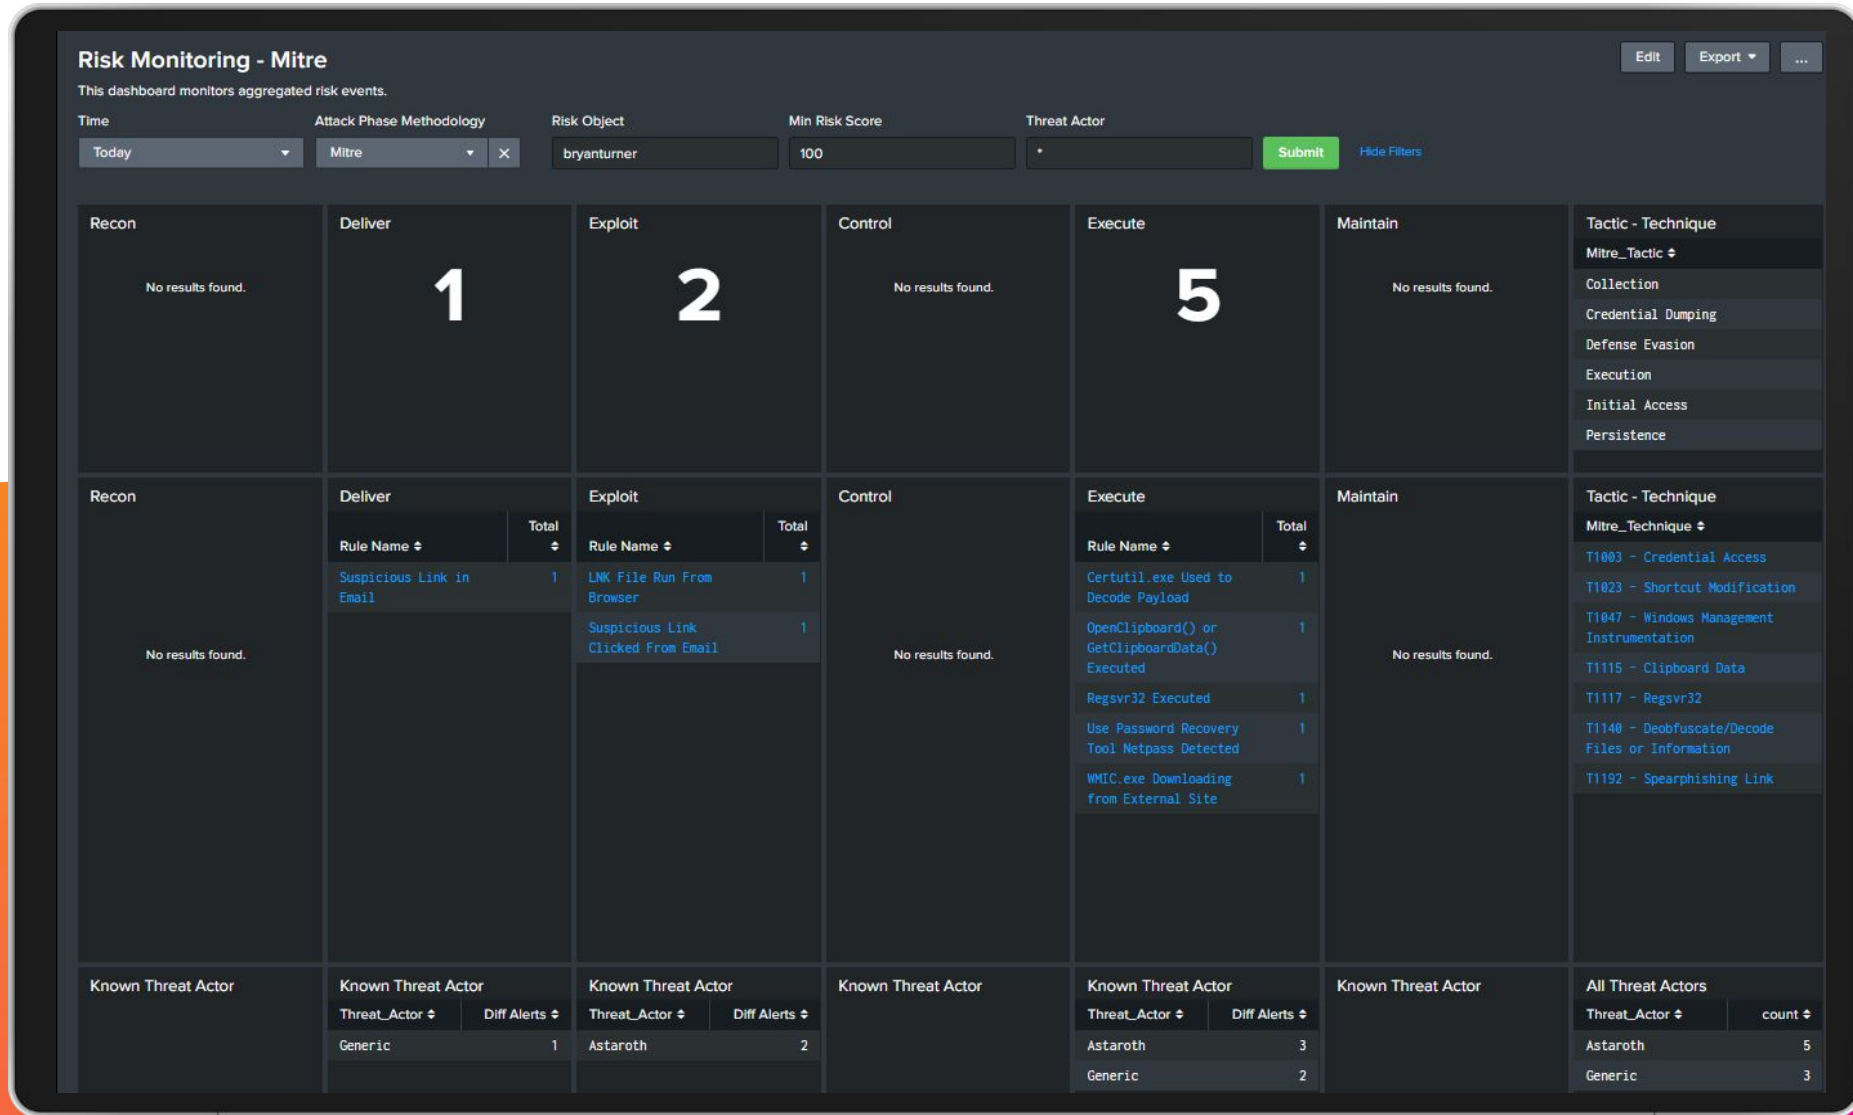 Risk Monitoring - Mitre
Edit
Export
...
This dashboard monitors aggregated risk events.
Time
Attack Phase Methodology
Risk Object
Min Risk Score
Threat Actor
Today
Mitre
×
bryanturner
100
*
Submit
Hide Filters
Recon
No results found.
Deliver
1
Exploit
2
Control
No results found.
Execute
5
Maintain
No results found.
Tactic - Technique
Mitre_Tactic
Collection
Credential Dumping
Defense Evasion
Execution
Initial Access
Persistence
Recon
No results found.
Deliver
Rule Name Total
Suspicious Link in 1
Email
Exploit
Rule Name Total
LNK File Run From 1
Browser
Suspicious Link 1
Clicked From Email
Control
No results found.
Execute
Rule Name Total
Certutil.exe Used to 1
Decode Payload
OpenClipboard() or 1
GetClipboardData()
Executed
Regsvr32 Executed 1
Use Password Recovery 1
Tool Netpass Detected
WMIC.exe Downloading 1
from External Site
Maintain
No results found.
Tactic - Technique
Mitre_Technique
T1003 - Credential Access
T1023 - Shortcut Modification
T1047 - Windows Management
Instrumentation
T1115 - Clipboard Data
T1117 - Regsvr32
T1140 - Deobfuscate/Decode
Files or Information
T1192 - Spearphishing Link
Known Threat Actor
Known Threat Actor
Threat_Actor Diff Alerts
Generic 1
Known Threat Actor
Threat_Actor Diff Alerts
Astaroth 2
Known Threat Actor
Known Threat Actor
Threat_Actor Diff Alerts
Astaroth 3
Generic 2
Known Threat Actor
All Threat Actors
Threat_Actor count
Astaroth 5
Generic 3